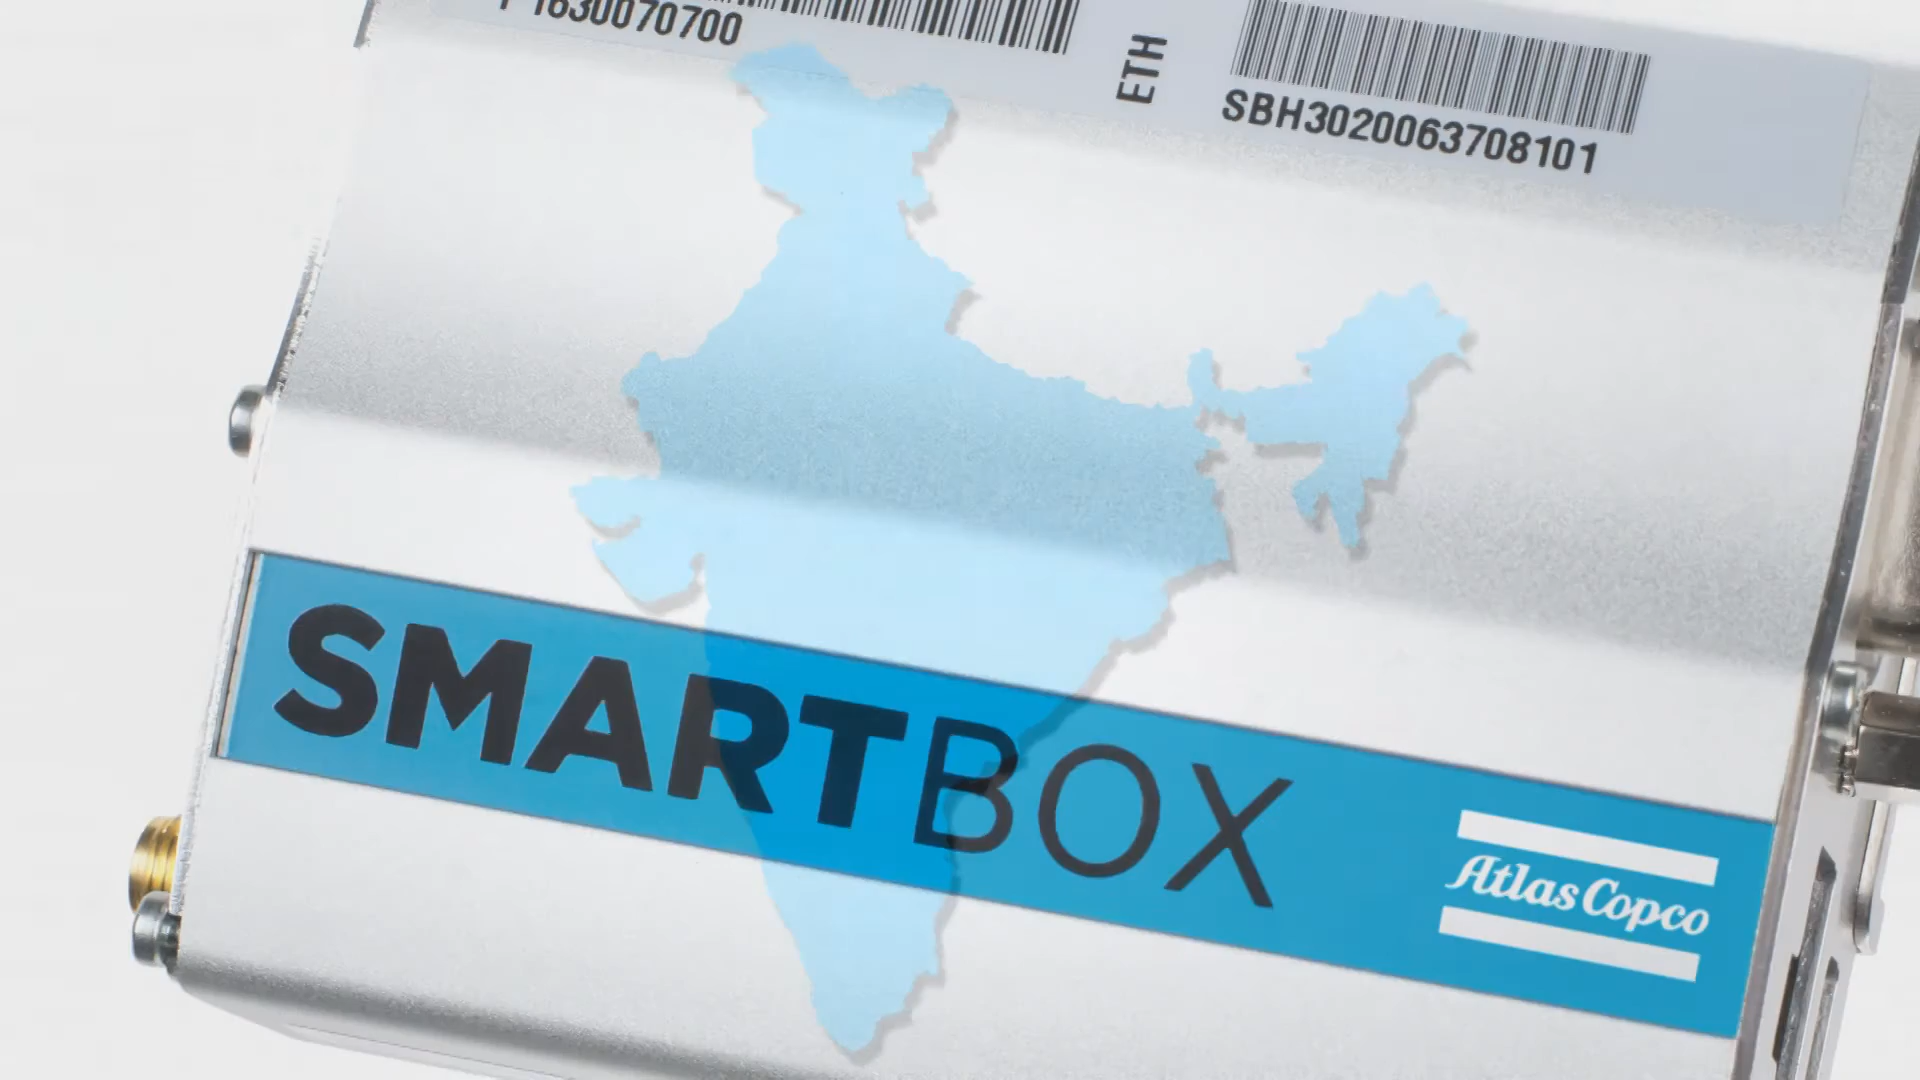 P 1630070700
ETH
SBH3020063708101
SMARTBOX
Atlas Copco